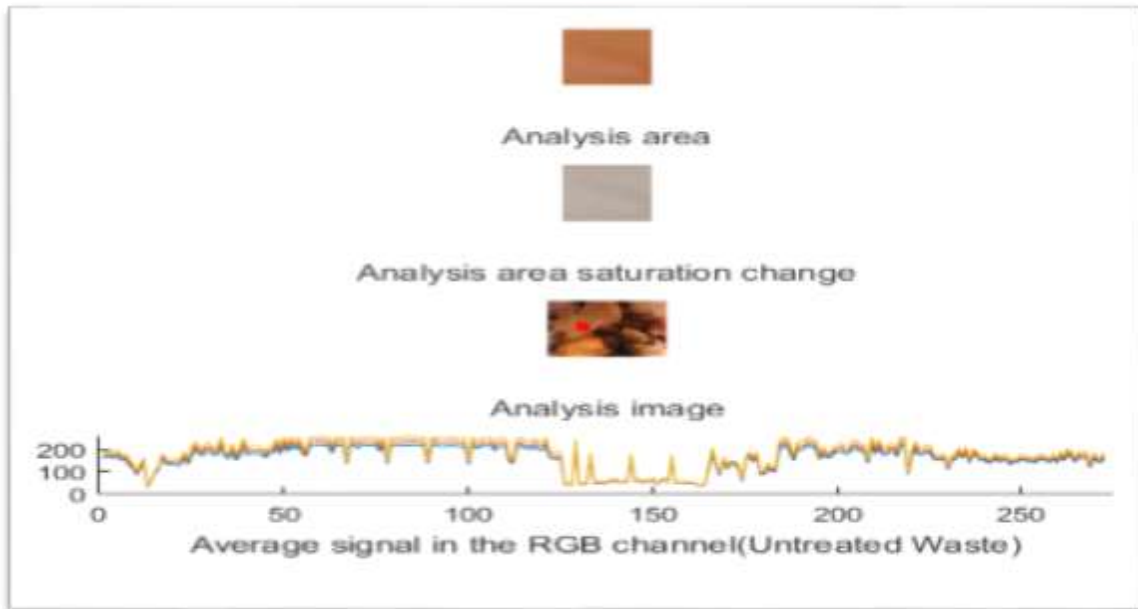 Analysis area
Analysis area saturation change
Analysis image
200
100
0
0 50 100 150 200 250
Average signal in the RGB channel(Untreated Waste)